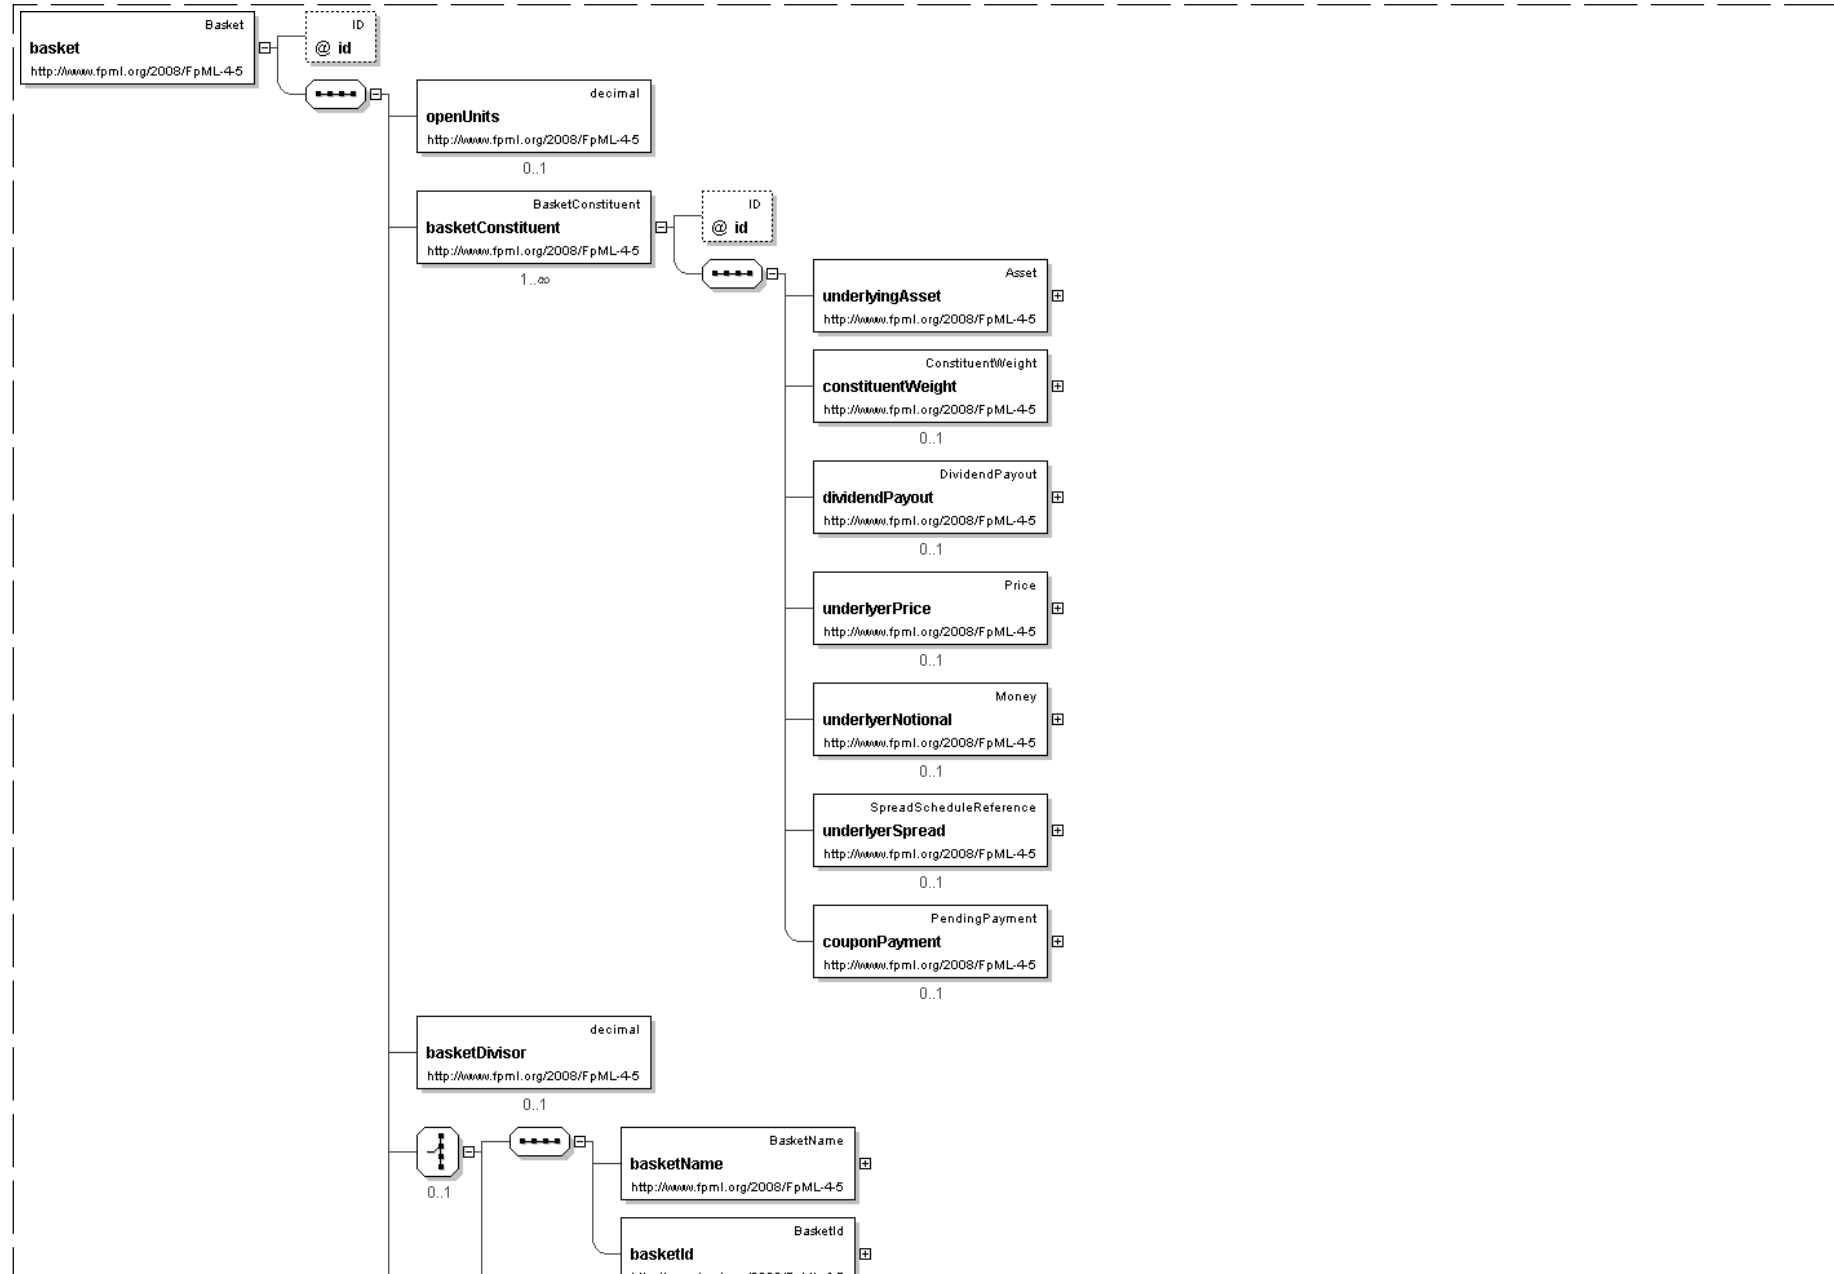 Basket
basket
http://www.fpml.org/2008/FpML-4-5
ID
@ id
decimal
openUnits
http://www.fpml.org/2008/FpML-4-5
0..1
BasketConstituent
basketConstituent
http://www.fpml.org/2008/FpML-4-5
1..∞
ID
@ id
Asset
underlyingAsset
http://www.fpml.org/2008/FpML-4-5
ConstituentWeight
constituentWeight
http://www.fpml.org/2008/FpML-4-5
0..1
DividendPayout
dividendPayout
http://www.fpml.org/2008/FpML-4-5
0..1
Price
underlyerPrice
http://www.fpml.org/2008/FpML-4-5
0..1
Money
underlyerNotional
http://www.fpml.org/2008/FpML-4-5
0..1
SpreadScheduleReference
underlyerSpread
http://www.fpml.org/2008/FpML-4-5
0..1
PendingPayment
couponPayment
http://www.fpml.org/2008/FpML-4-5
0..1
decimal
basketDivisor
http://www.fpml.org/2008/FpML-4-5
0..1
0..1
BasketName
basketName
http://www.fpml.org/2008/FpML-4-5
BasketId
basketId